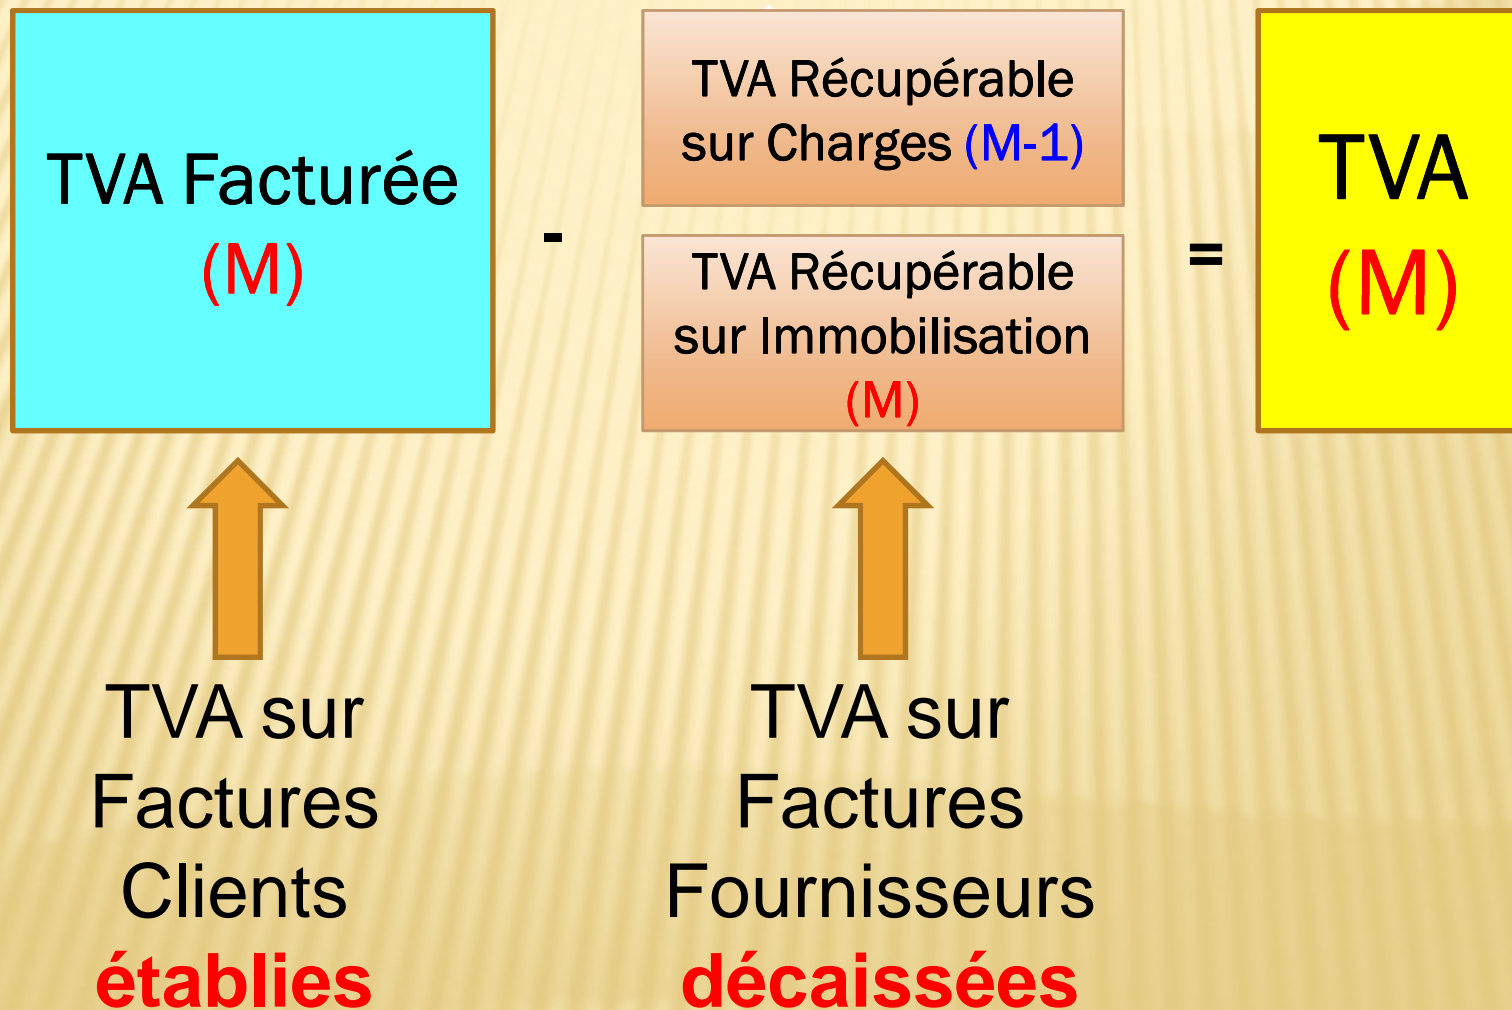 TVA Facturée
(M)
-
TVA Récupérable
sur Charges (M-1)
TVA Récupérable
sur Immobilisation
(M)
=
TVA
(M)
TVA sur
Factures
Clients
établies
TVA sur
Factures
Fournisseurs
décaissées